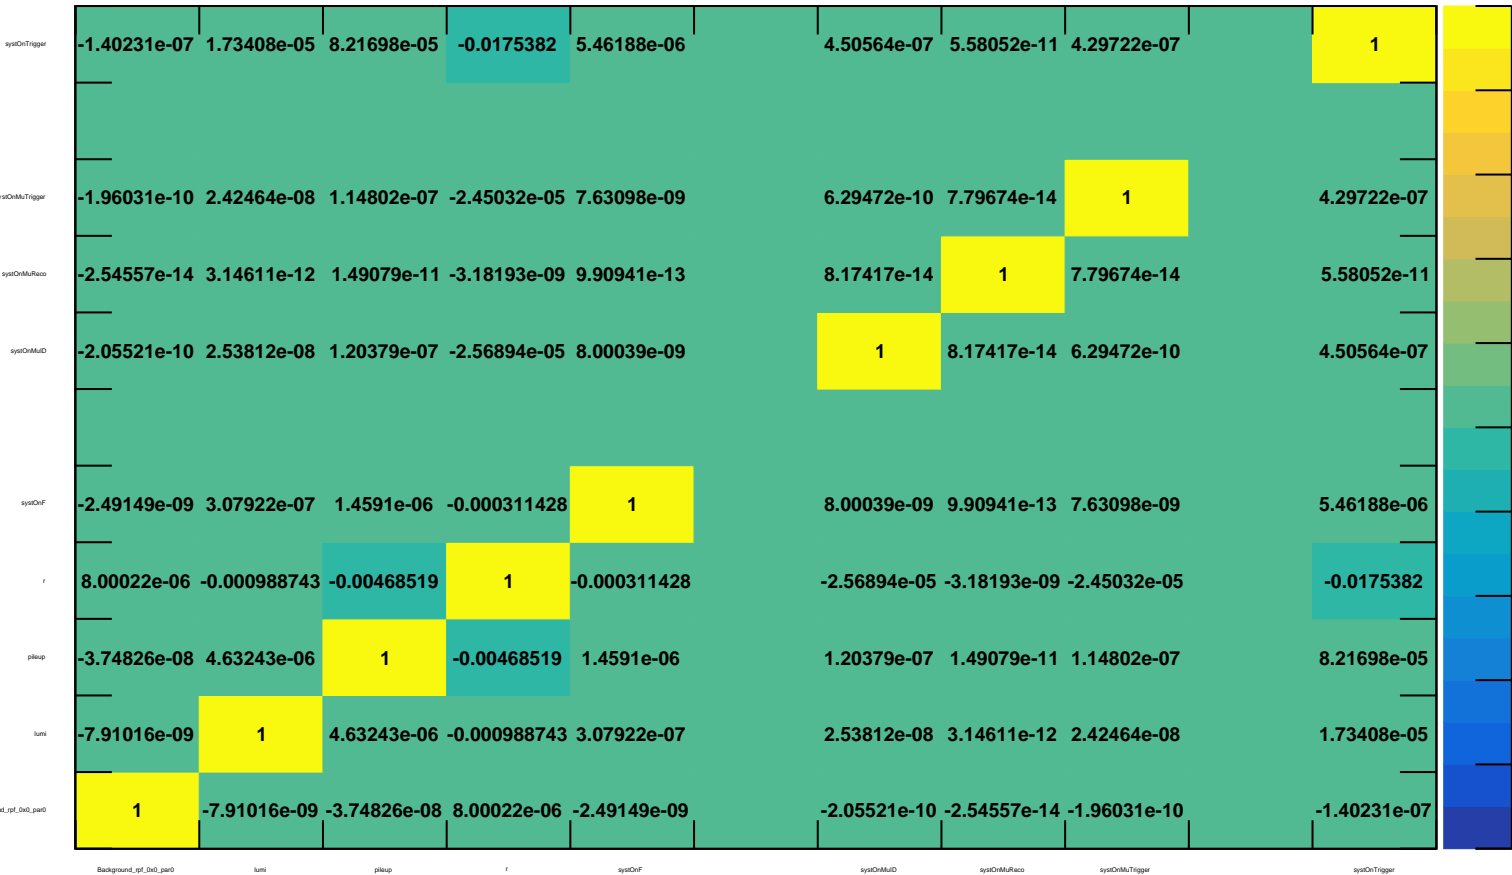 systOnTrigger -1.40231e-07 1.73408e-05 8.21698e-05 -0.0175382 5.46188e-06 4.50564e-07 5.58052e-11 4.29722e-07 1
stOnMuTrigger -1.96031e-10 2.42464e-08 1.14802e-07 -2.45032e-05 7.63098e-09 6.29472e-10 7.79674e-14 1 4.29722e-07
systOnMuReco -2.54557e-14 3.14611e-12 1.49079e-11 -3.18193e-09 9.90941e-13 8.17417e-14 1 7.79674e-14 5.58052e-11
systOnMuID -2.05521e-10 2.53812e-08 1.20379e-07 -2.56894e-05 8.00039e-09 1 8.17417e-14 6.29472e-10 4.50564e-07
systOnF -2.49149e-09 3.07922e-07 1.4591e-06 -0.000311428 1 8.00039e-09 9.90941e-13 7.63098e-09 5.46188e-06
r 8.00022e-06 -0.000988743 -0.00468519 1 -0.000311428 -2.56894e-05 -3.18193e-09 -2.45032e-05 -0.0175382
pileup -3.74826e-08 4.63243e-06 1 -0.00468519 1.4591e-06 1.20379e-07 1.49079e-11 1.14802e-07 8.21698e-05
lumi -7.91016e-09 1 4.63243e-06 -0.000988743 3.07922e-07 2.53812e-08 3.14611e-12 2.42464e-08 1.73408e-05
d_rpf_0x0_par0 1 -7.91016e-09 -3.74826e-08 8.00022e-06 -2.49149e-09 -2.05521e-10 -2.54557e-14 -1.96031e-10 -1.40231e-07
Background_rpf_0x0_par0 lumi pileup r systOnF systOnMuID systOnMuReco systOnMuTrigger systOnTrigger